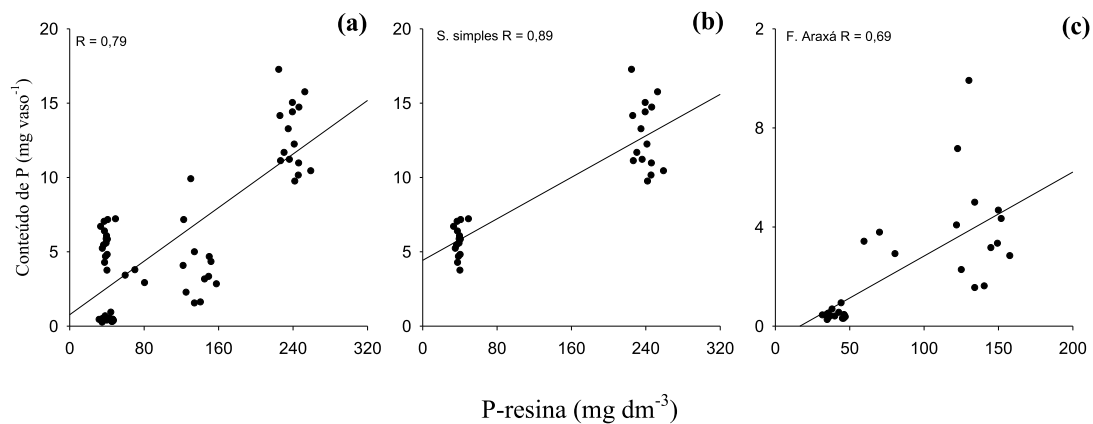 (a)
R = 0,79
20
15
10
5
0
0 80 160 240 320
Conteúdo de P (mg vaso-1)
(b)
S. simples R = 0,89
20
15
10
5
0
0 80 160 240 320
(c)
F. Araxá R = 0,69
2
8
4
0
0 50 100 150 200
P-resina (mg dm-3)